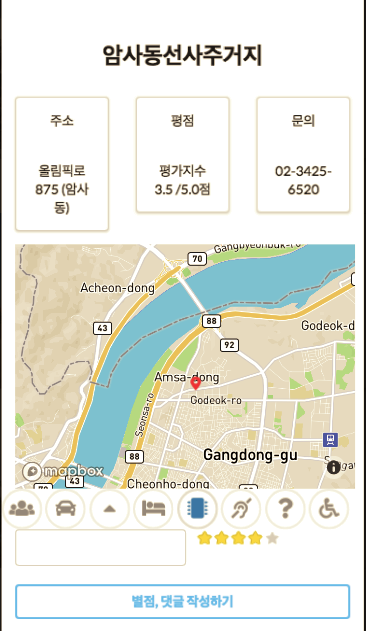 암사동선사주거지
주소
평점
문의
올림픽로
875 (암사
동)
평가지수
3.5 /5.0점
02-3425-
6520
Gangbyeonbuk-ro
70
Acheon-dong
43
88
Godeok-d
92
Amsa-dong
Godeok-ro
Seonsa-ro
Gangdong-gu
88
mapbox
i
43
70
Cheonho-dong
88
?
별점, 댓글 작성하기